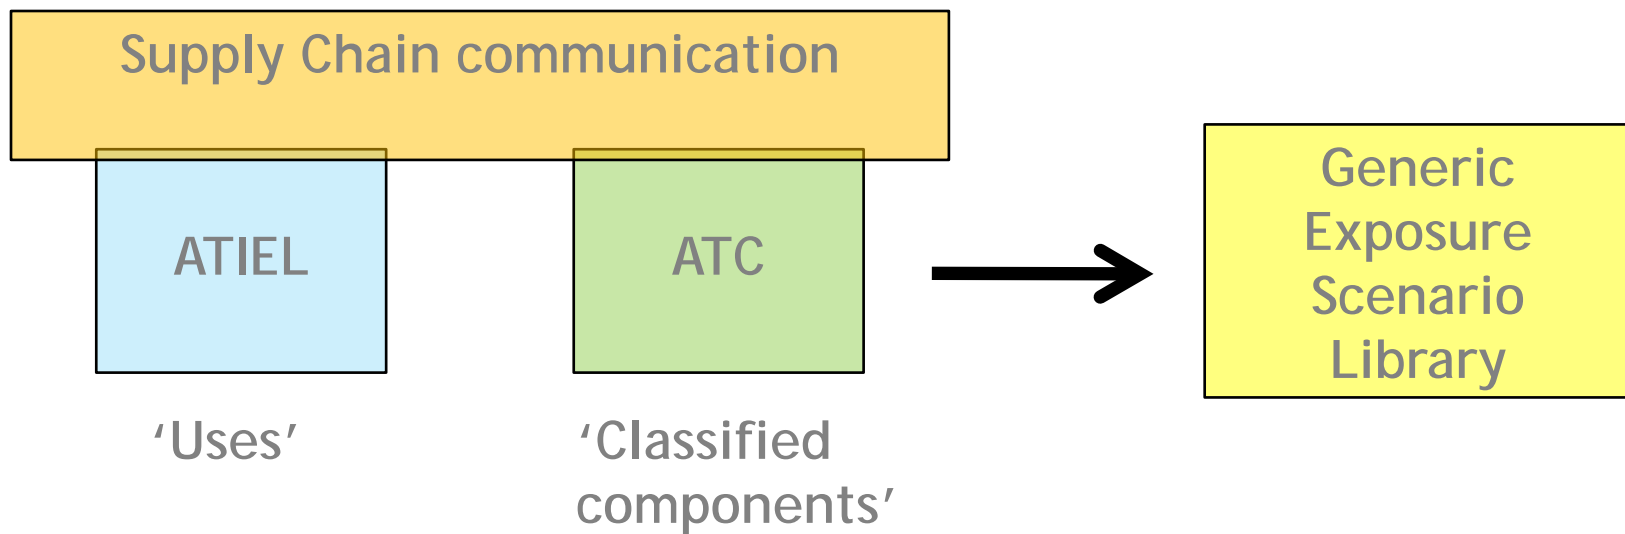 Supply Chain communication
ATIEL
ATC
Generic
Exposure
Scenario
Library
‘Uses’
‘Classified
components’